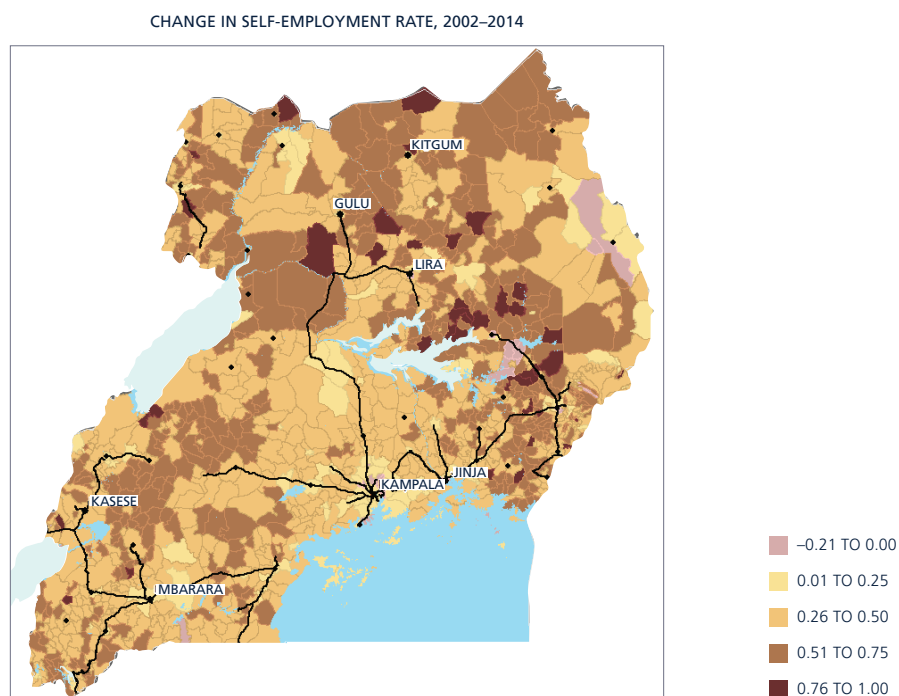 CHANGE IN SELF-EMPLOYMENT RATE, 2002–2014
KITGUM
GULU
LIRA
JINJA
KAMPALA
KASESE
MBARARA
–0.21 TO 0.00
0.01 TO 0.25
0.26 TO 0.50
0.51 TO 0.75
0.76 TO 1.00